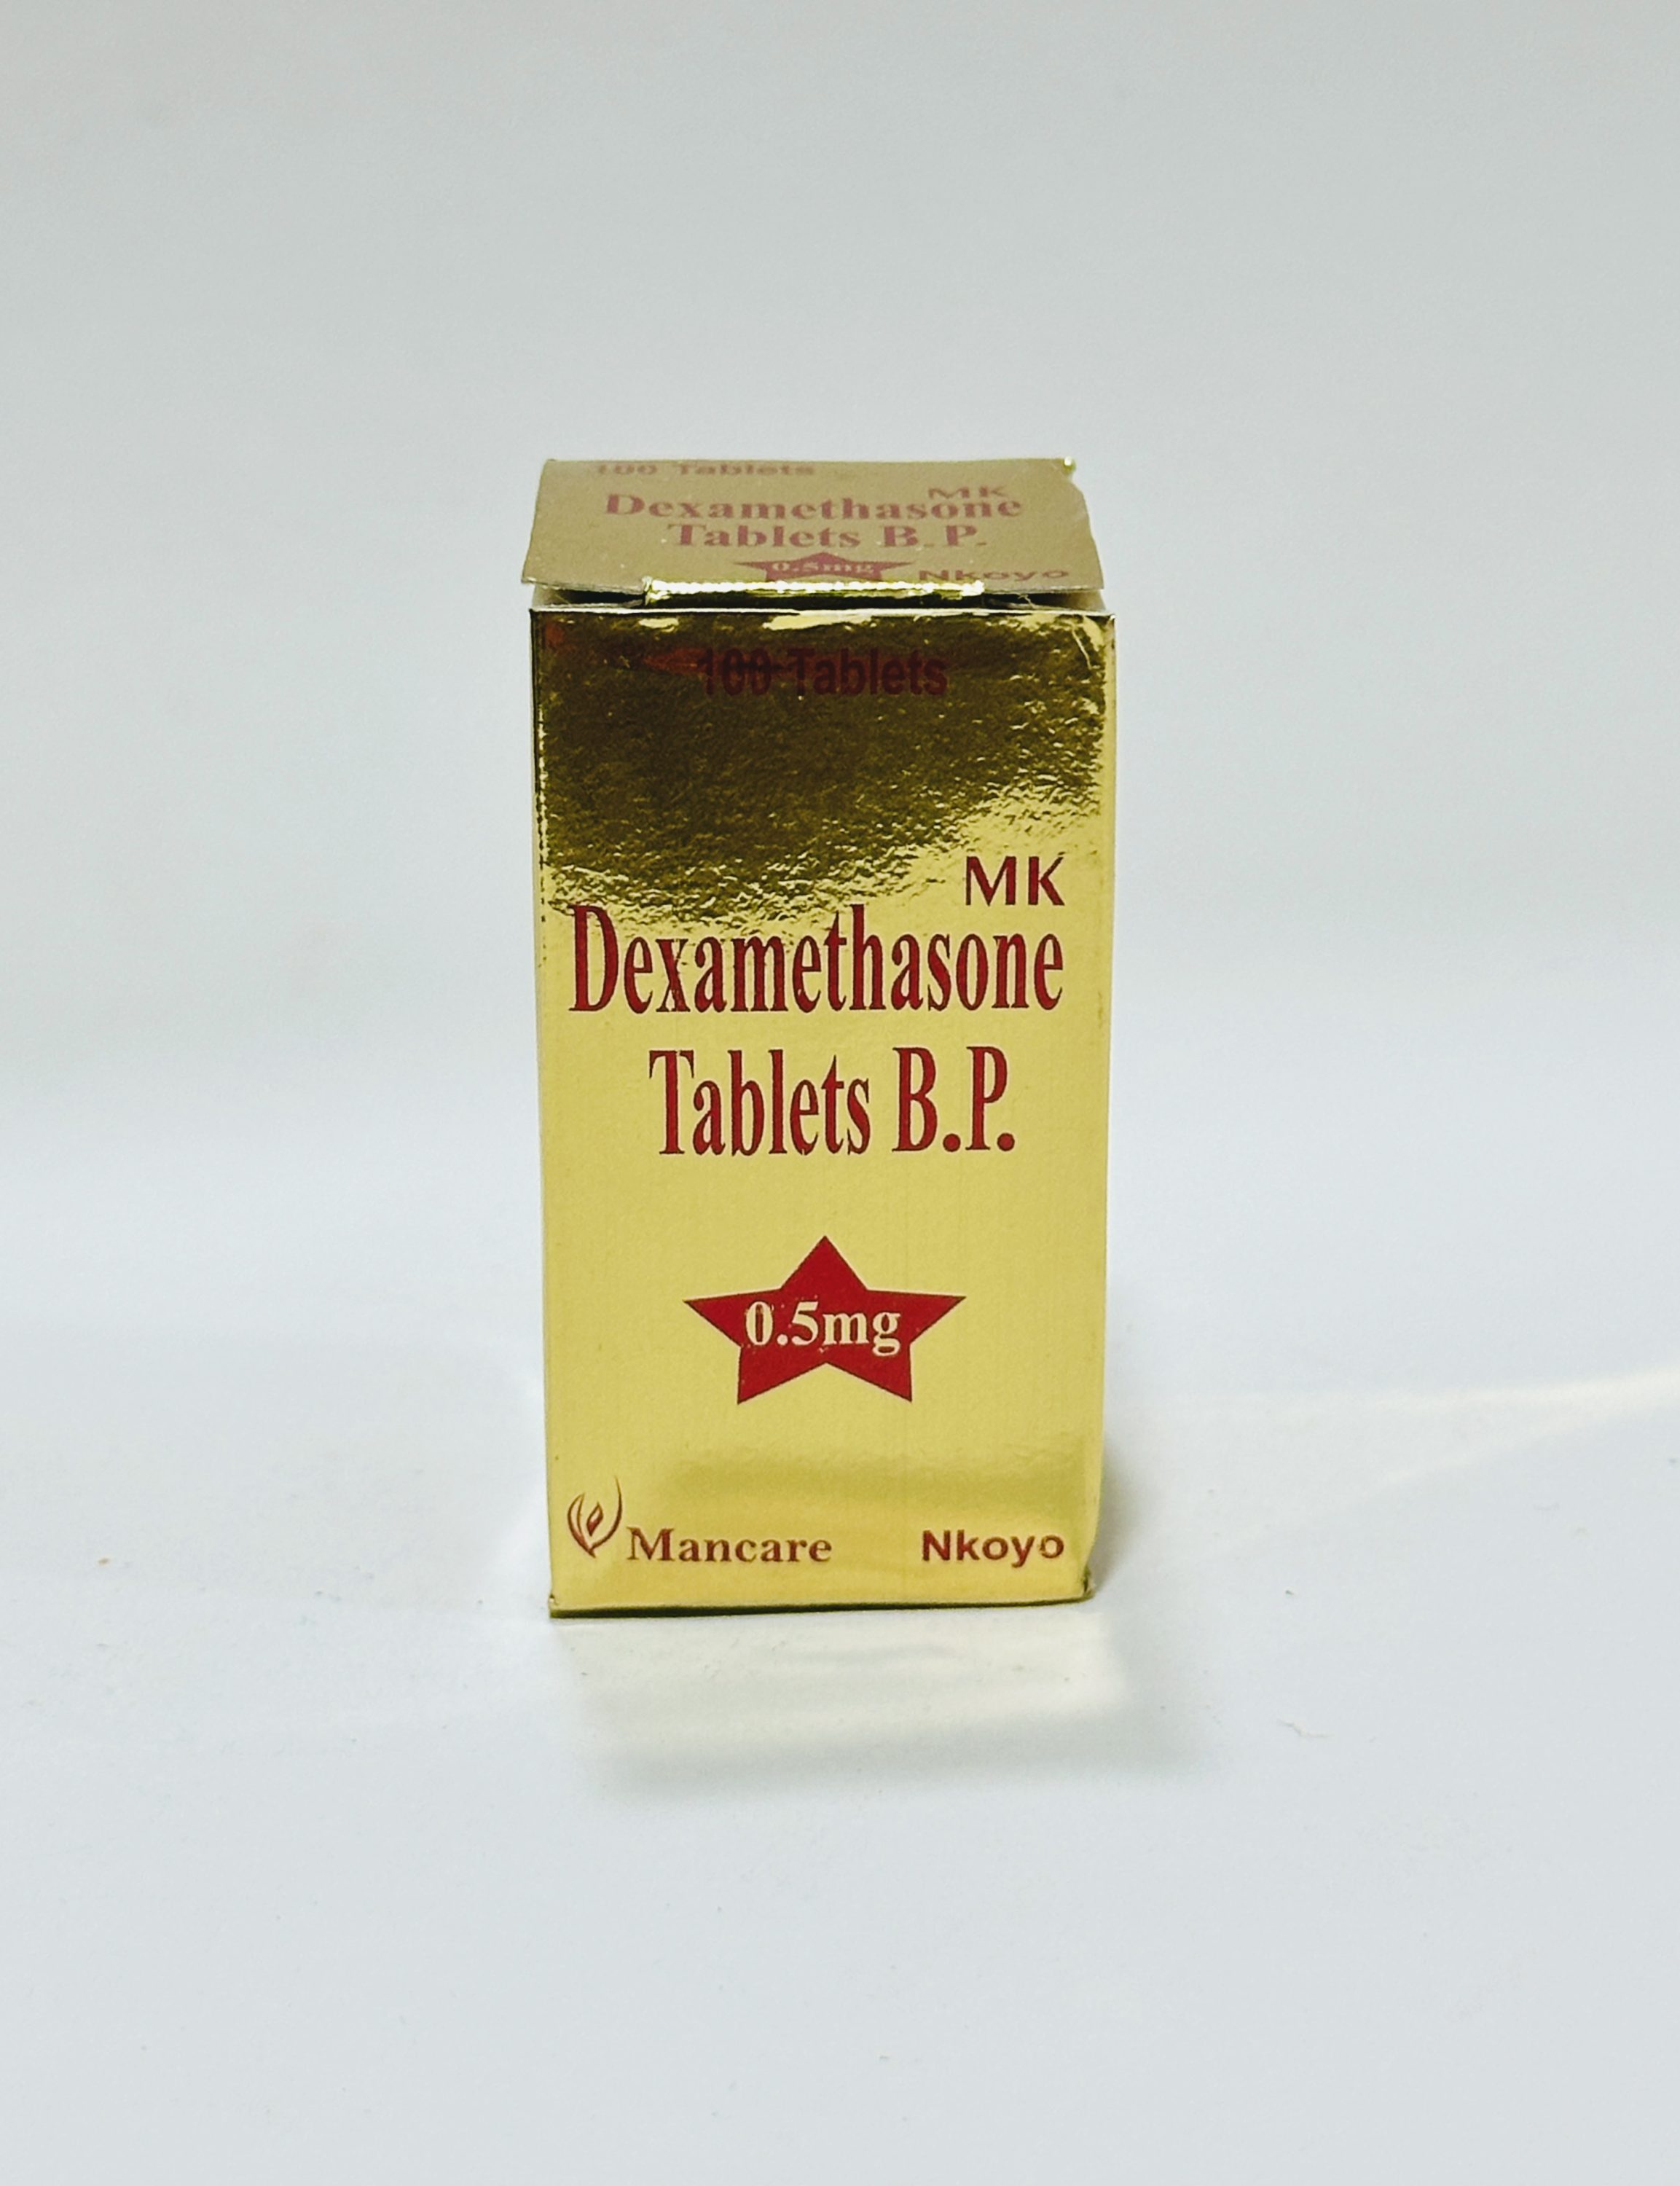 100 Tablets
MK
Dexamethasone
Tablets B.P.
0.5mg
Nkoyo
100 Tablets
MK
Dexamethasone
Tablets B.P.
0.5mg
Mancare
Nkoyo